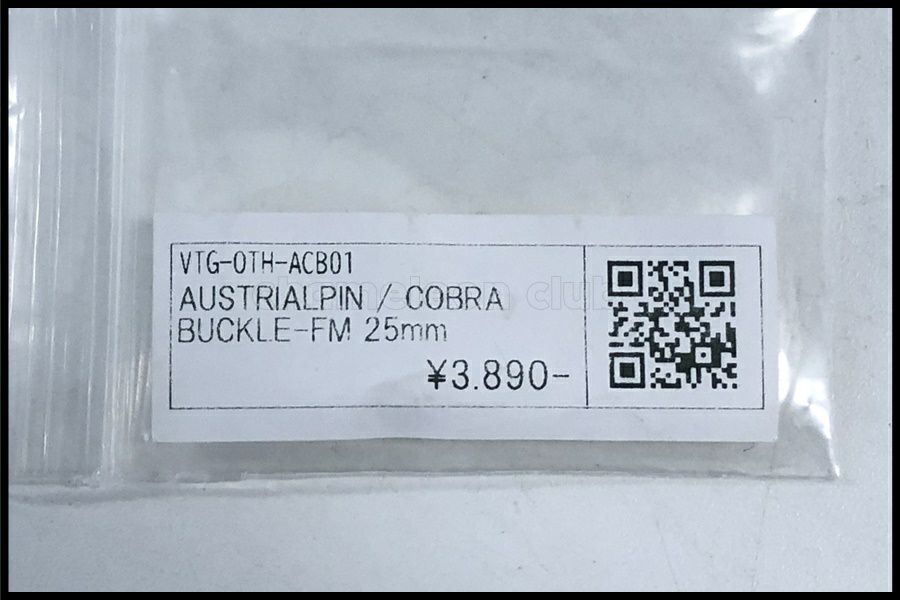 VTG-OTH-ACB01
AUSTRIALPIN / COBRA
BUCKLE-FM 25mm
¥3.890-